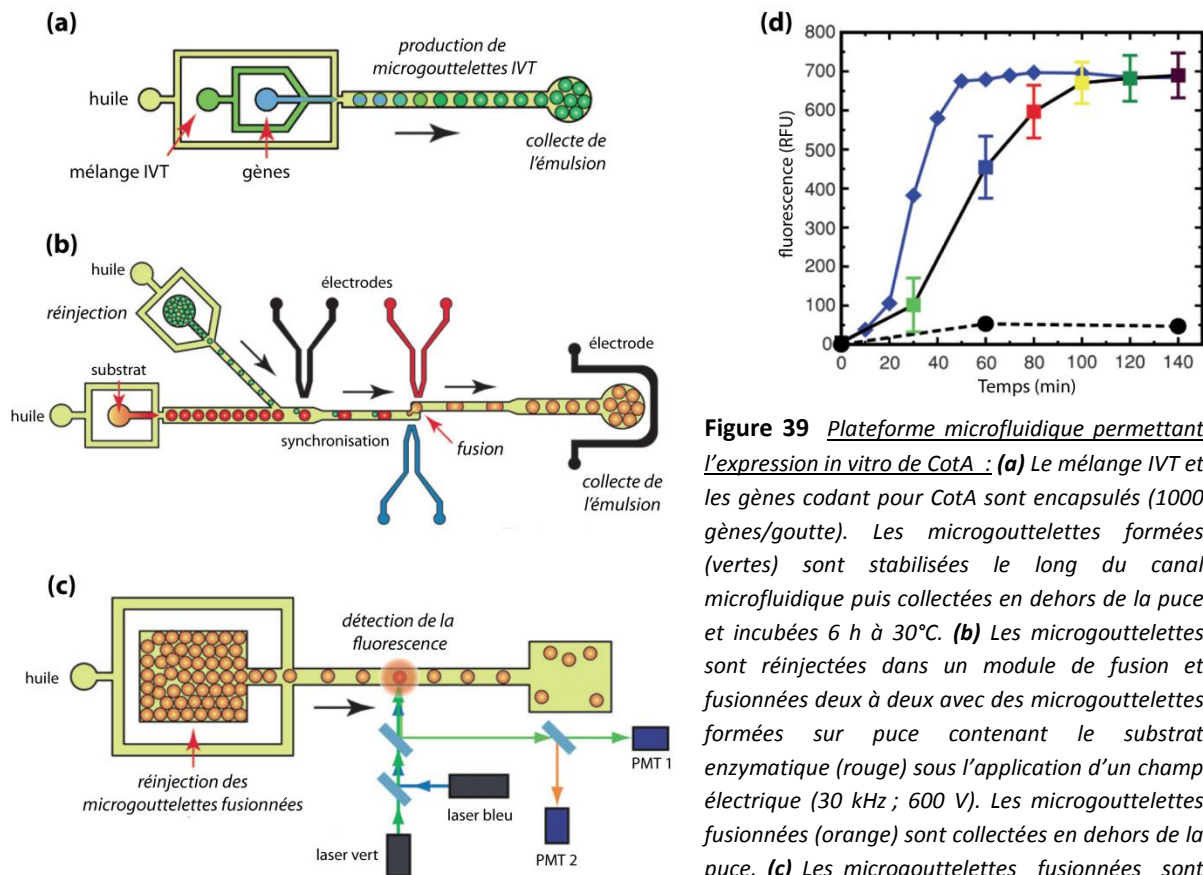 (a)
production de
microgouttelettes IVT
huile
mélange IVT
gènes
collecte de
l'émulsion
(b)
huile
réinjection
électrodes
électrode
substrat
huile
synchronisation
fusion
collecte de
l'émulsion
(c)
détection de la
fluorescence
huile
réinjection des
microgouttelettes fusionnées
laser bleu
laser vert
PMT 1
PMT 2
(d)
fluorescence (RFU)
800
700
600
500
400
300
200
100
0
0 20 40 60 80 100 120 140
Temps (min)
Figure 39 Plateforme microfluidique permettant
l'expression in vitro de CotA : (a) Le mélange IVT et
les gènes codant pour CotA sont encapsulés (1000
gènes/goutte). Les microgouttelettes formées
(vertes) sont stabilisées le long du canal
microfluidique puis collectées en dehors de la puce
et incubées 6 h à 30°C. (b) Les microgouttelettes
sont réinjectées dans un module de fusion et
fusionnées deux à deux avec des microgouttelettes
formées sur puce contenant le substrat
enzymatique (rouge) sous l'application d'un champ
électrique (30 kHz ; 600 V). Les microgouttelettes
fusionnées (orange) sont collectées en dehors de la
puce. (c) Les microgouttelettes fusionnées sont